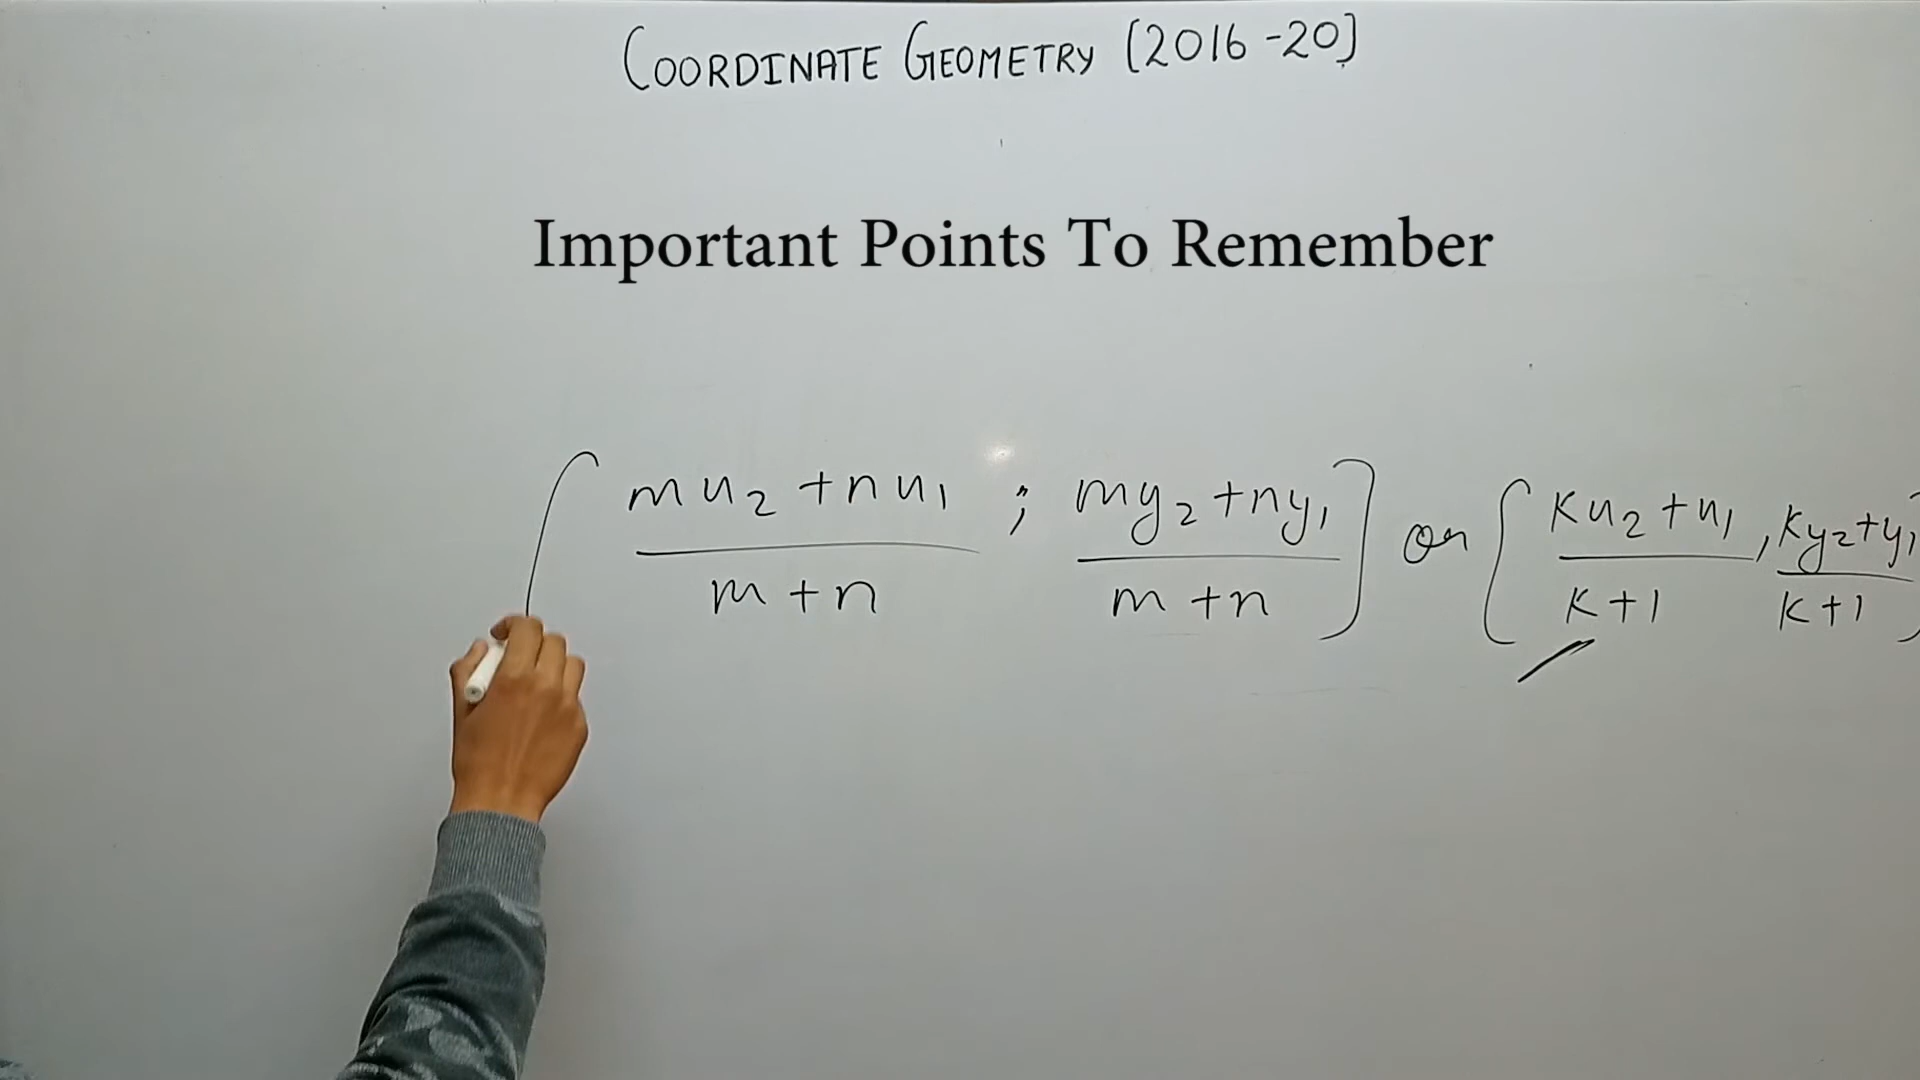 COORDINATE GEOMETRY [2016-20]
Important Points To Remember
[mx₂+nx₁/m+n ; my₂+ny₁/m+n] or [kx₂+x₁/k+1, ky₂+y₁/k+1]